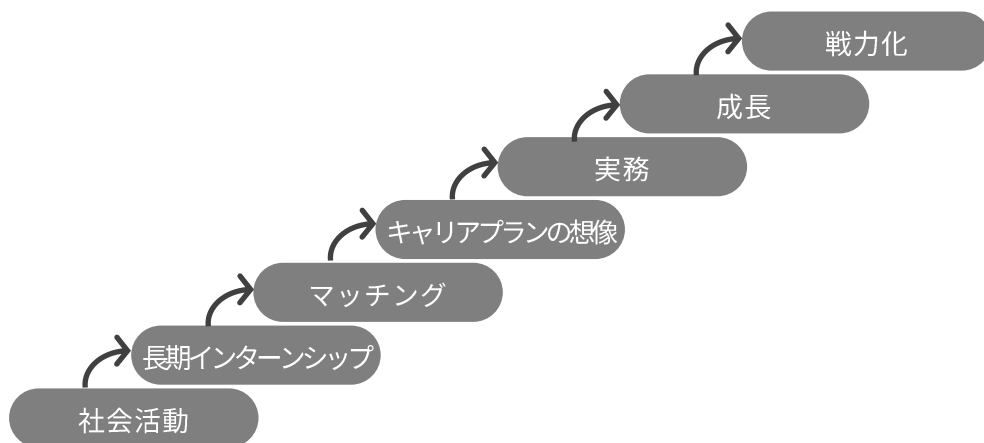 戦力化
成長
実務
キャリアプランの想像
マッチング
長期インターンシップ
社会活動